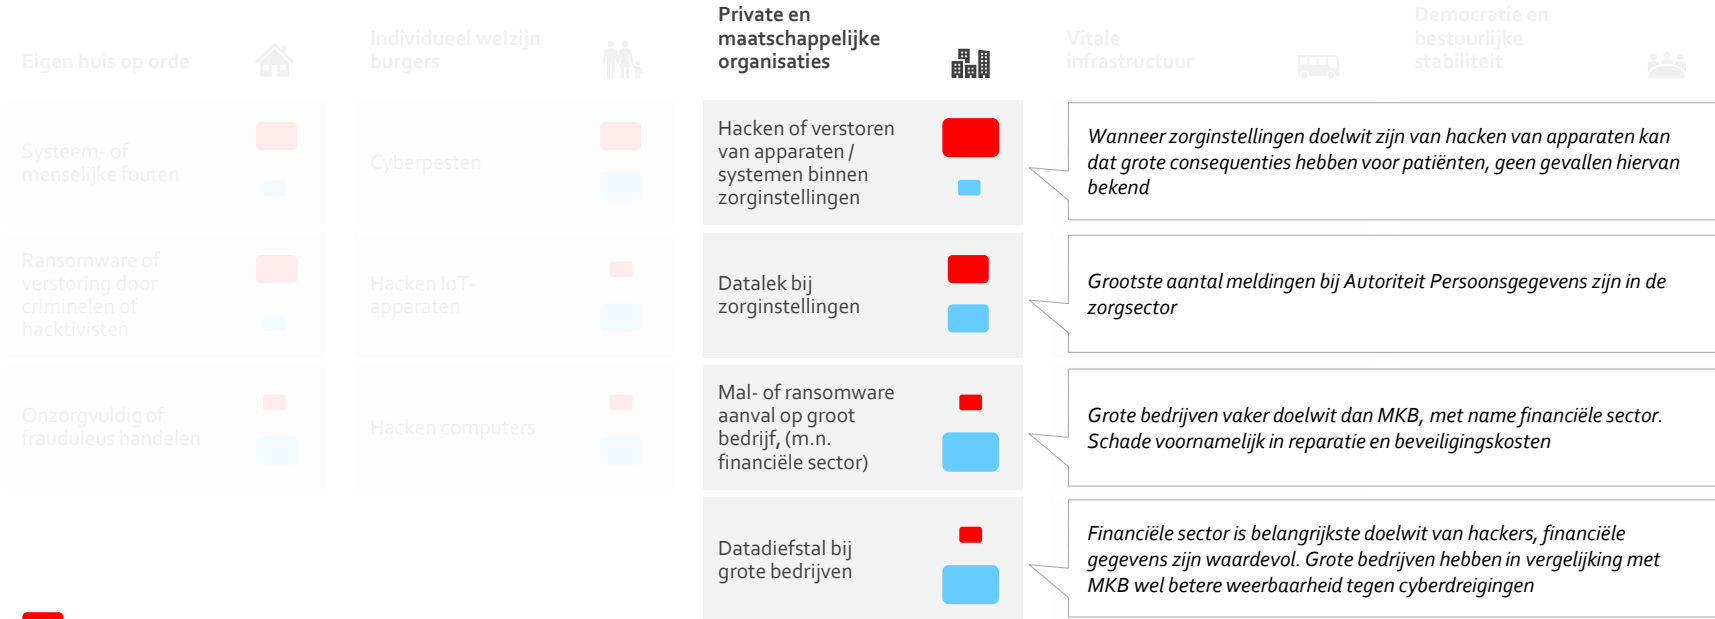 Eigen huis op orde
Individueel welzijn
burgers
Private en
maatschappelijke
organisaties
Vitale
infrastructuur
Democratie en
bestuurlijke
stabiliteit
Systeem- of
menselijke fouten
Cyberpesten
Hacken of verstoren
van apparaten /
systemen binnen
zorginstellingen
Wanneer zorginstellingen doelwit zijn van hacken van apparaten kan
dat grote consequenties hebben voor patiënten, geen gevallen hiervan
bekend
Ransomware of
verstoring door
criminelen of
hacktivisten
Hacken IoT-
apparaten
Datalek bij
zorginstellingen
Grootste aantal meldingen bij Autoriteit Persoonsgegevens zijn in de
zorgsector
Onzorgvuldig of
frauduleus handelen
Hacken computers
Mal- of ransomware
aanval op groot
bedrijf, (m.n.
financiële sector)
Grote bedrijven vaker doelwit dan MKB, met name financiële sector.
Schade voornamelijk in reparatie en beveiligingskosten
Datadiefstal bij
grote bedrijven
Financiële sector is belangrijkste doelwit van hackers, financiële
gegevens zijn waardevol. Grote bedrijven hebben in vergelijking met
MKB wel betere weerbaarheid tegen cyberdreigingen